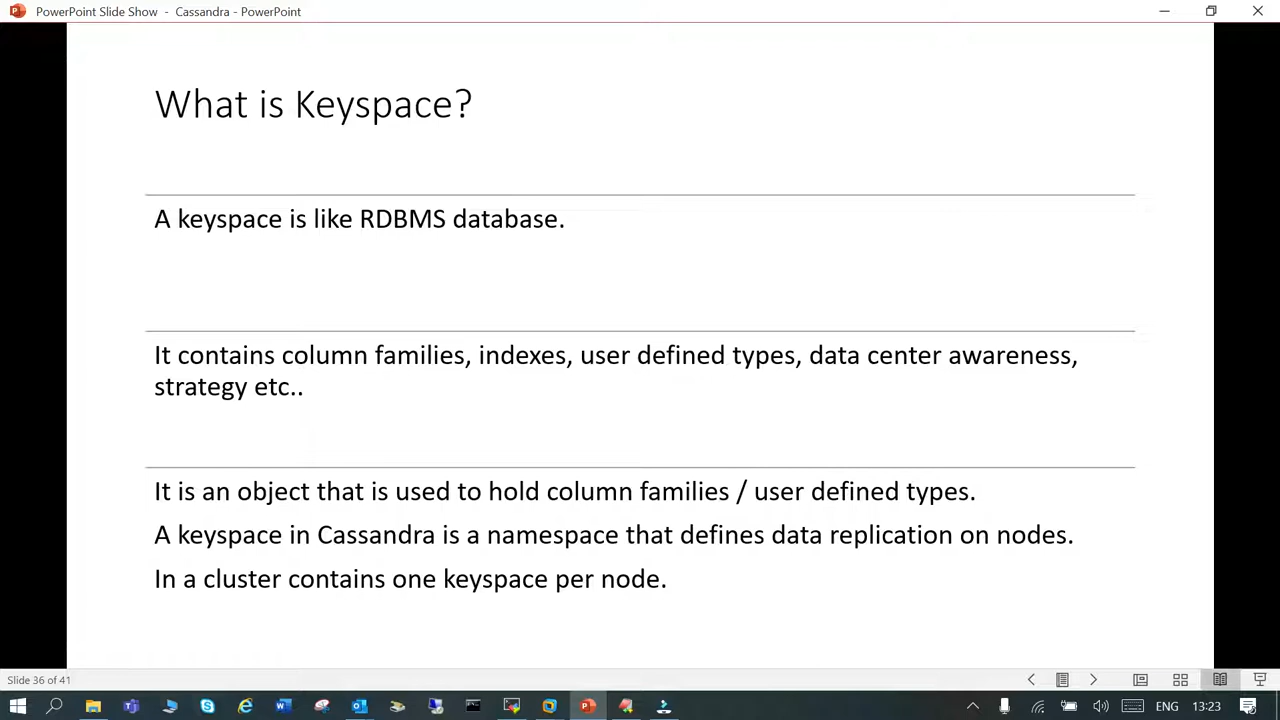 PowerPoint Slide Show - Cassandra - PowerPoint
What is Keyspace?
A keyspace is like RDBMS database.
It contains column families, indexes, user defined types, data center awareness,
strategy etc..
It is an object that is used to hold column families / user defined types.
A keyspace in Cassandra is a namespace that defines data replication on nodes.
In a cluster contains one keyspace per node.
Slide 36 of 41
ENG 13:23